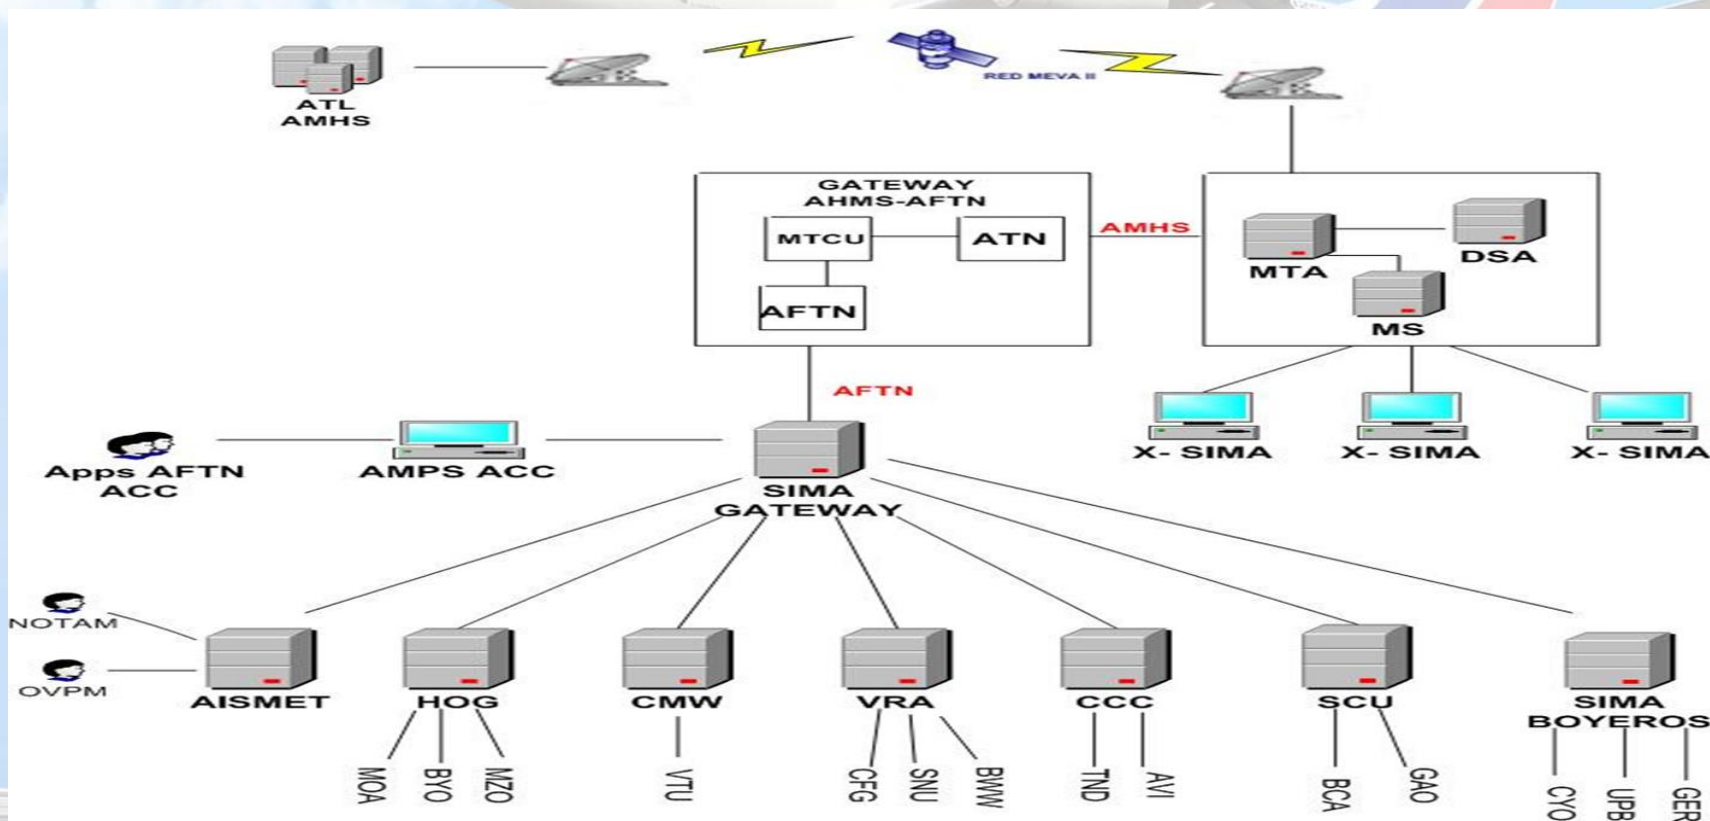 RED MEVA II
ATL
AMHS
GATEWAY
AHMS-AFTN
MTCU
ATN
AFTN
AMHS
MTA
DSA
MS
AFTN
X- SIMA
X- SIMA
X- SIMA
Apps AFTN
ACC
AMPS ACC
SIMA
GATEWAY
NOTAM
OVPM
AISMET
HOG
CMW
VRA
CCC
SCU
SIMA
BOYEROS
MOA
BYO
MZO
VTU
CFG
SNU
BWW
TND
AVI
BCA
GAO
CYO
UPB
GER